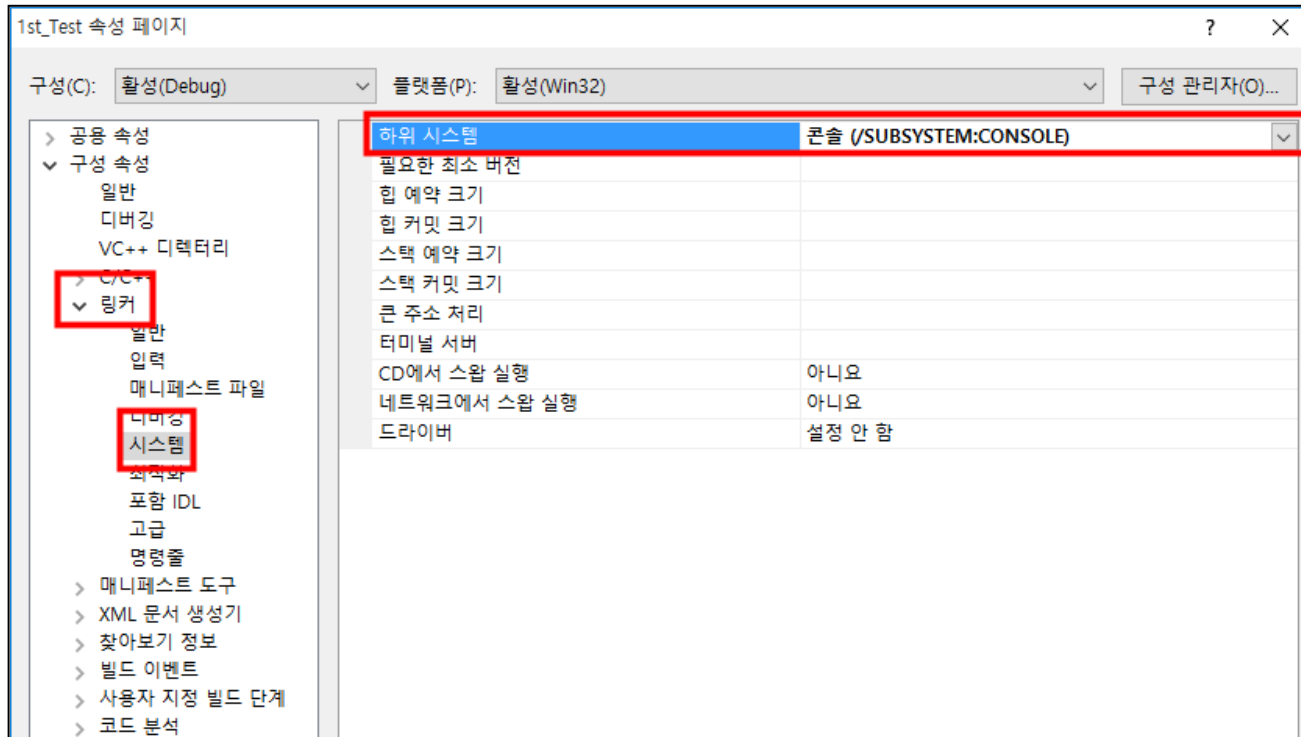 1st_Test 속성 페이지
?
구성(C): 활성(Debug) 플랫폼(P): 활성(Win32) 구성 관리자(O)...
공용 속성
구성 속성
일반
디버깅
VC++ 디렉터리
C/C++
링커
일반
입력
매니페스트 파일
디버깅
시스템
최적화
포함 IDL
고급
명령줄
매니페스트 도구
XML 문서 생성기
찾아보기 정보
빌드 이벤트
사용자 지정 빌드 단계
코드 분석
하위 시스템 콘솔 (/SUBSYSTEM:CONSOLE)
필요한 최소 버전
힙 예약 크기
힙 커밋 크기
스택 예약 크기
스택 커밋 크기
큰 주소 처리
터미널 서버
CD에서 스왑 실행 아니요
네트워크에서 스왑 실행 아니요
드라이버 설정 안 함